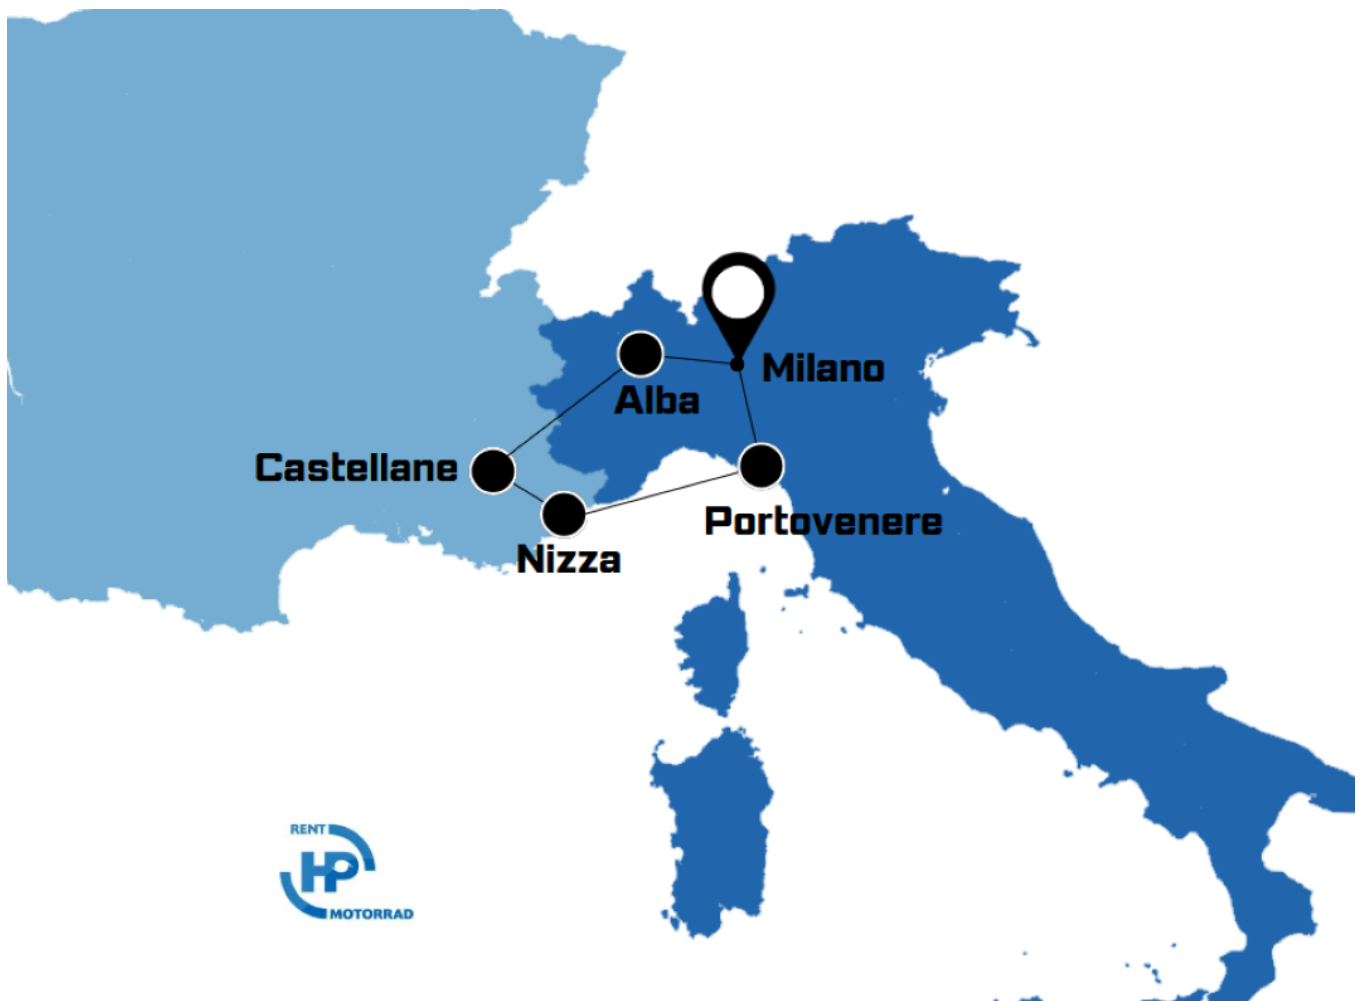 Milano
Alba
Castellane
Portovenere
Nizza
RENT
HP
MOTORRAD